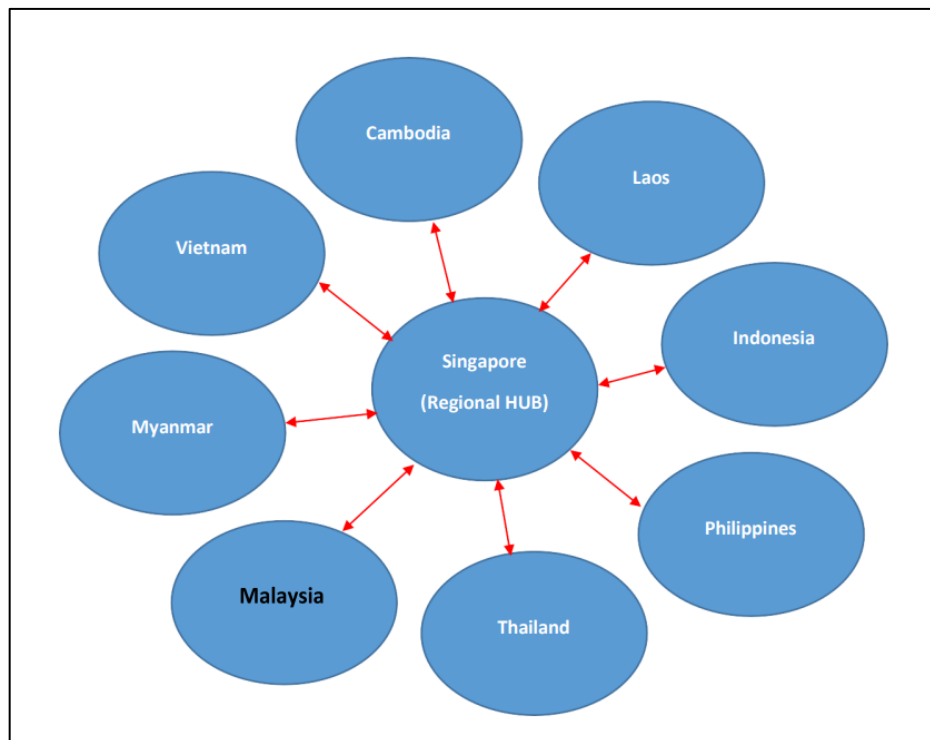 Cambodia
Laos
Vietnam
Indonesia
Singapore
(Regional HUB)
Myanmar
Philippines
Malaysia
Thailand